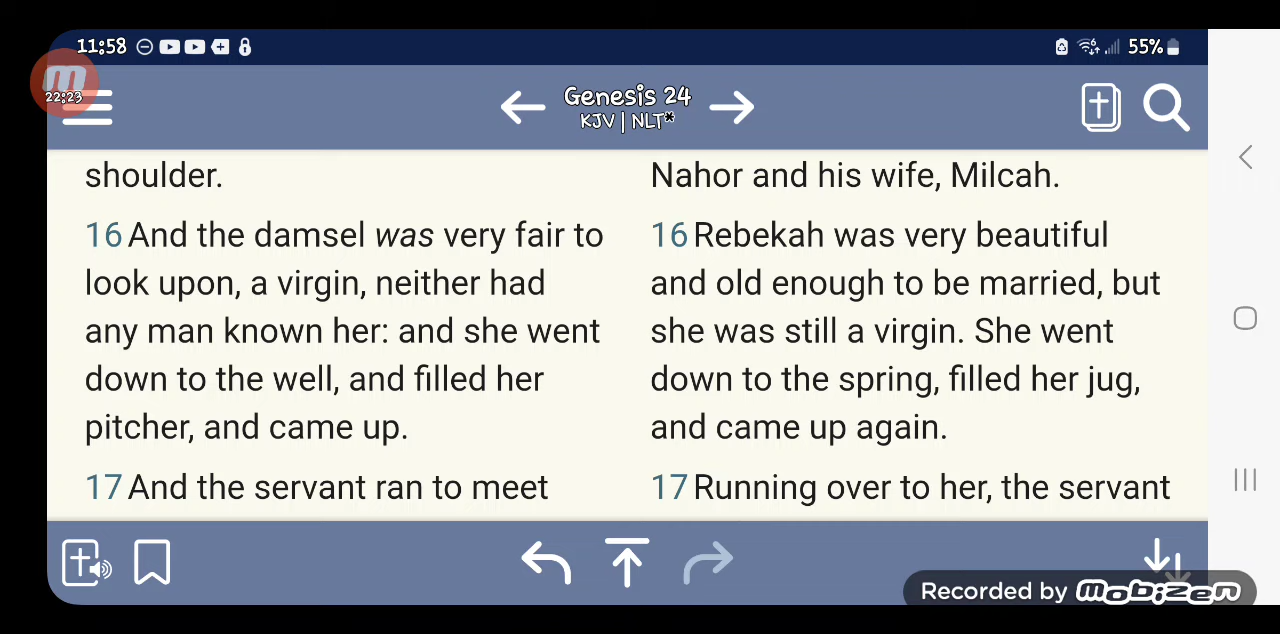 11:58
55%
22:23
Genesis 24
KJV | NLT*
shoulder.
16 And the damsel was very fair to
look upon, a virgin, neither had
any man known her: and she went
down to the well, and filled her
pitcher, and came up.
17 And the servant ran to meet
Nahor and his wife, Milcah.
16 Rebekah was very beautiful
and old enough to be married, but
she was still a virgin. She went
down to the spring, filled her jug,
and came up again.
17 Running over to her, the servant
Recorded by mobizen